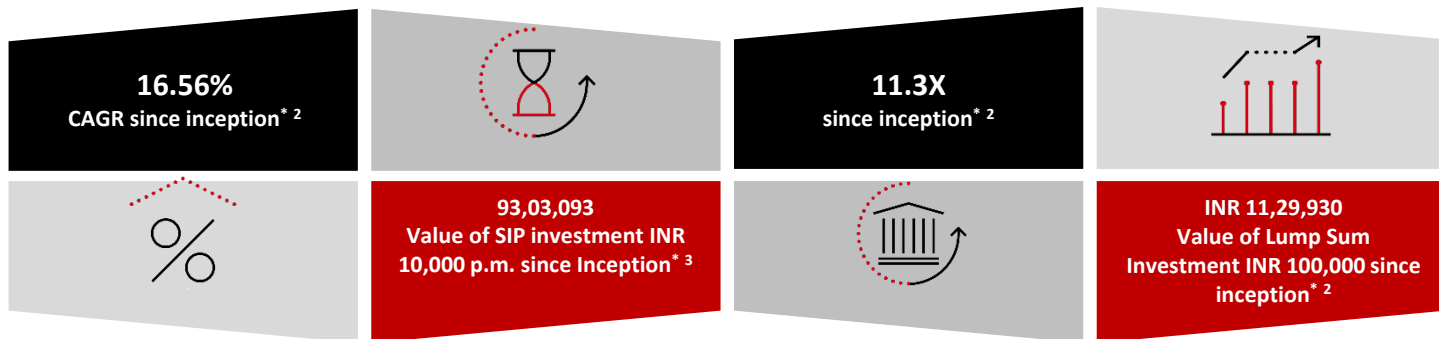 16.56%
CAGR since inception* 2
11.3X
since inception* 2
93,03,093
Value of SIP investment INR
10,000 p.m. since Inception* 3
INR 11,29,930
Value of Lump Sum
Investment INR 100,000 since
inception* 2